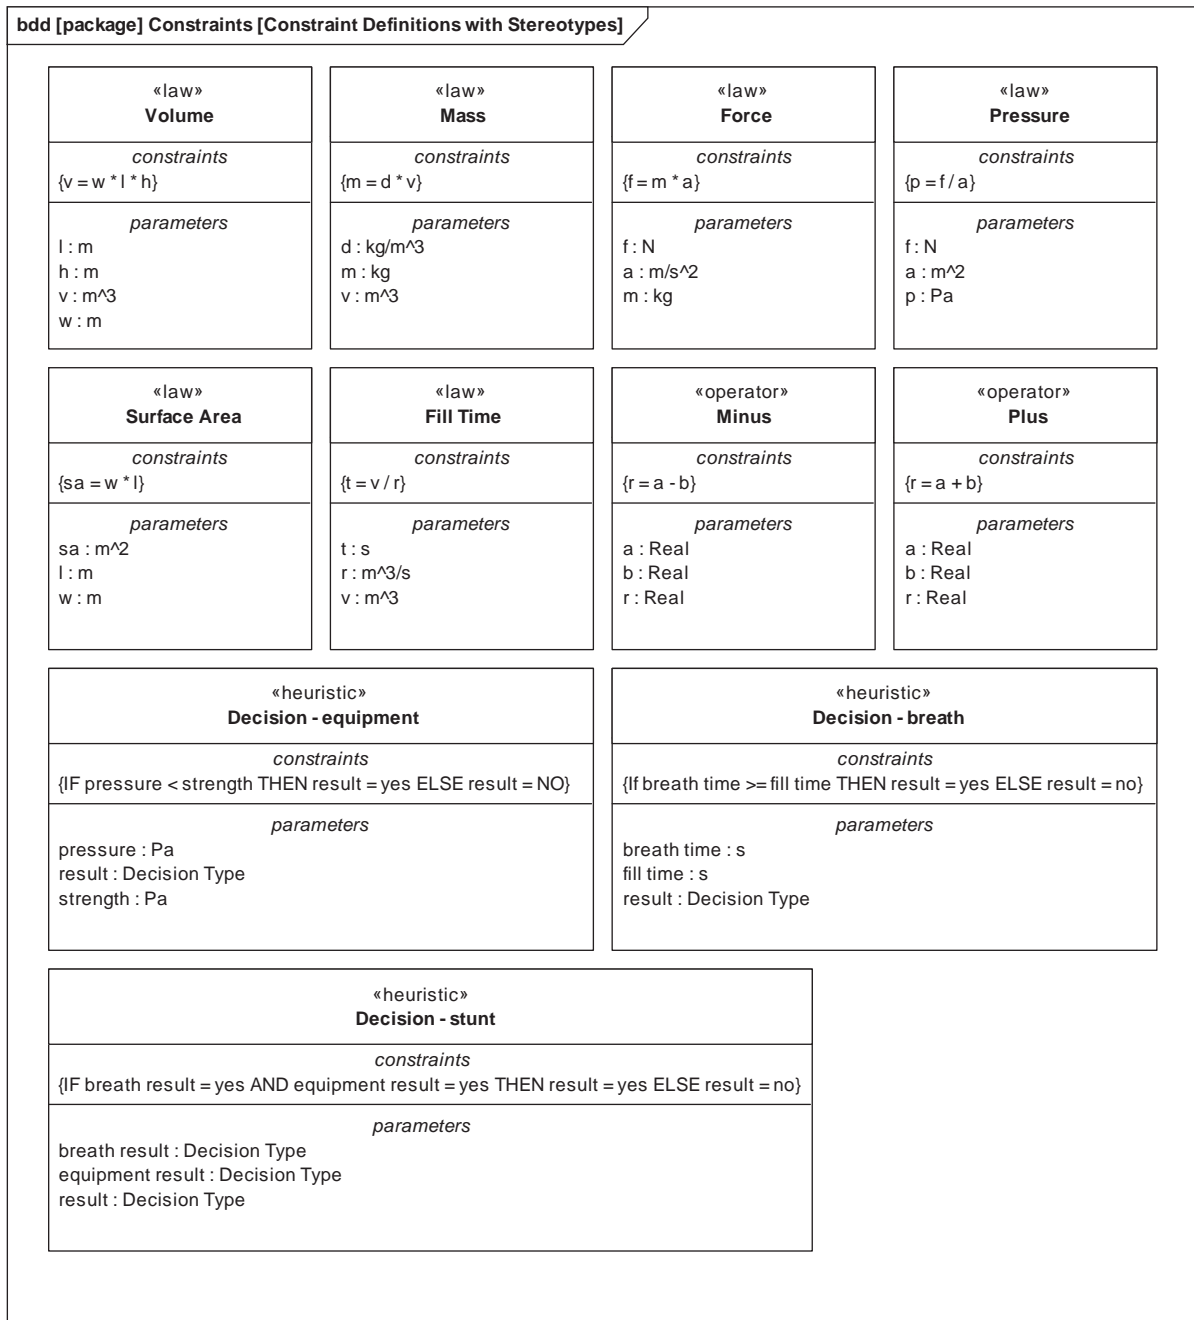 bdd [package] Constraints [Constraint Definitions with Stereotypes]
«law»
Volume
constraints
{v = w * l * h}
parameters
l : m
h : m
v : m^3
w : m
«law»
Mass
constraints
{m = d * v}
parameters
d : kg/m^3
m : kg
v : m^3
«law»
Force
constraints
{f = m * a}
parameters
f : N
a : m/s^2
m : kg
«law»
Pressure
constraints
{p = f / a}
parameters
f : N
a : m^2
p : Pa
«law»
Surface Area
constraints
{sa = w * l}
parameters
sa : m^2
l : m
w : m
«law»
Fill Time
constraints
{t = v / r}
parameters
t : s
r : m^3/s
v : m^3
«operator»
Minus
constraints
{r = a - b}
parameters
a : Real
b : Real
r : Real
«operator»
Plus
constraints
{r = a + b}
parameters
a : Real
b : Real
r : Real
«heuristic»
Decision - equipment
constraints
{IF pressure < strength THEN result = yes ELSE result = NO}
parameters
pressure : Pa
result : Decision Type
strength : Pa
«heuristic»
Decision - breath
constraints
{If breath time >= fill time THEN result = yes ELSE result = no}
parameters
breath time : s
fill time : s
result : Decision Type
«heuristic»
Decision - stunt
constraints
{IF breath result = yes AND equipment result = yes THEN result = yes ELSE result = no}
parameters
breath result : Decision Type
equipment result : Decision Type
result : Decision Type